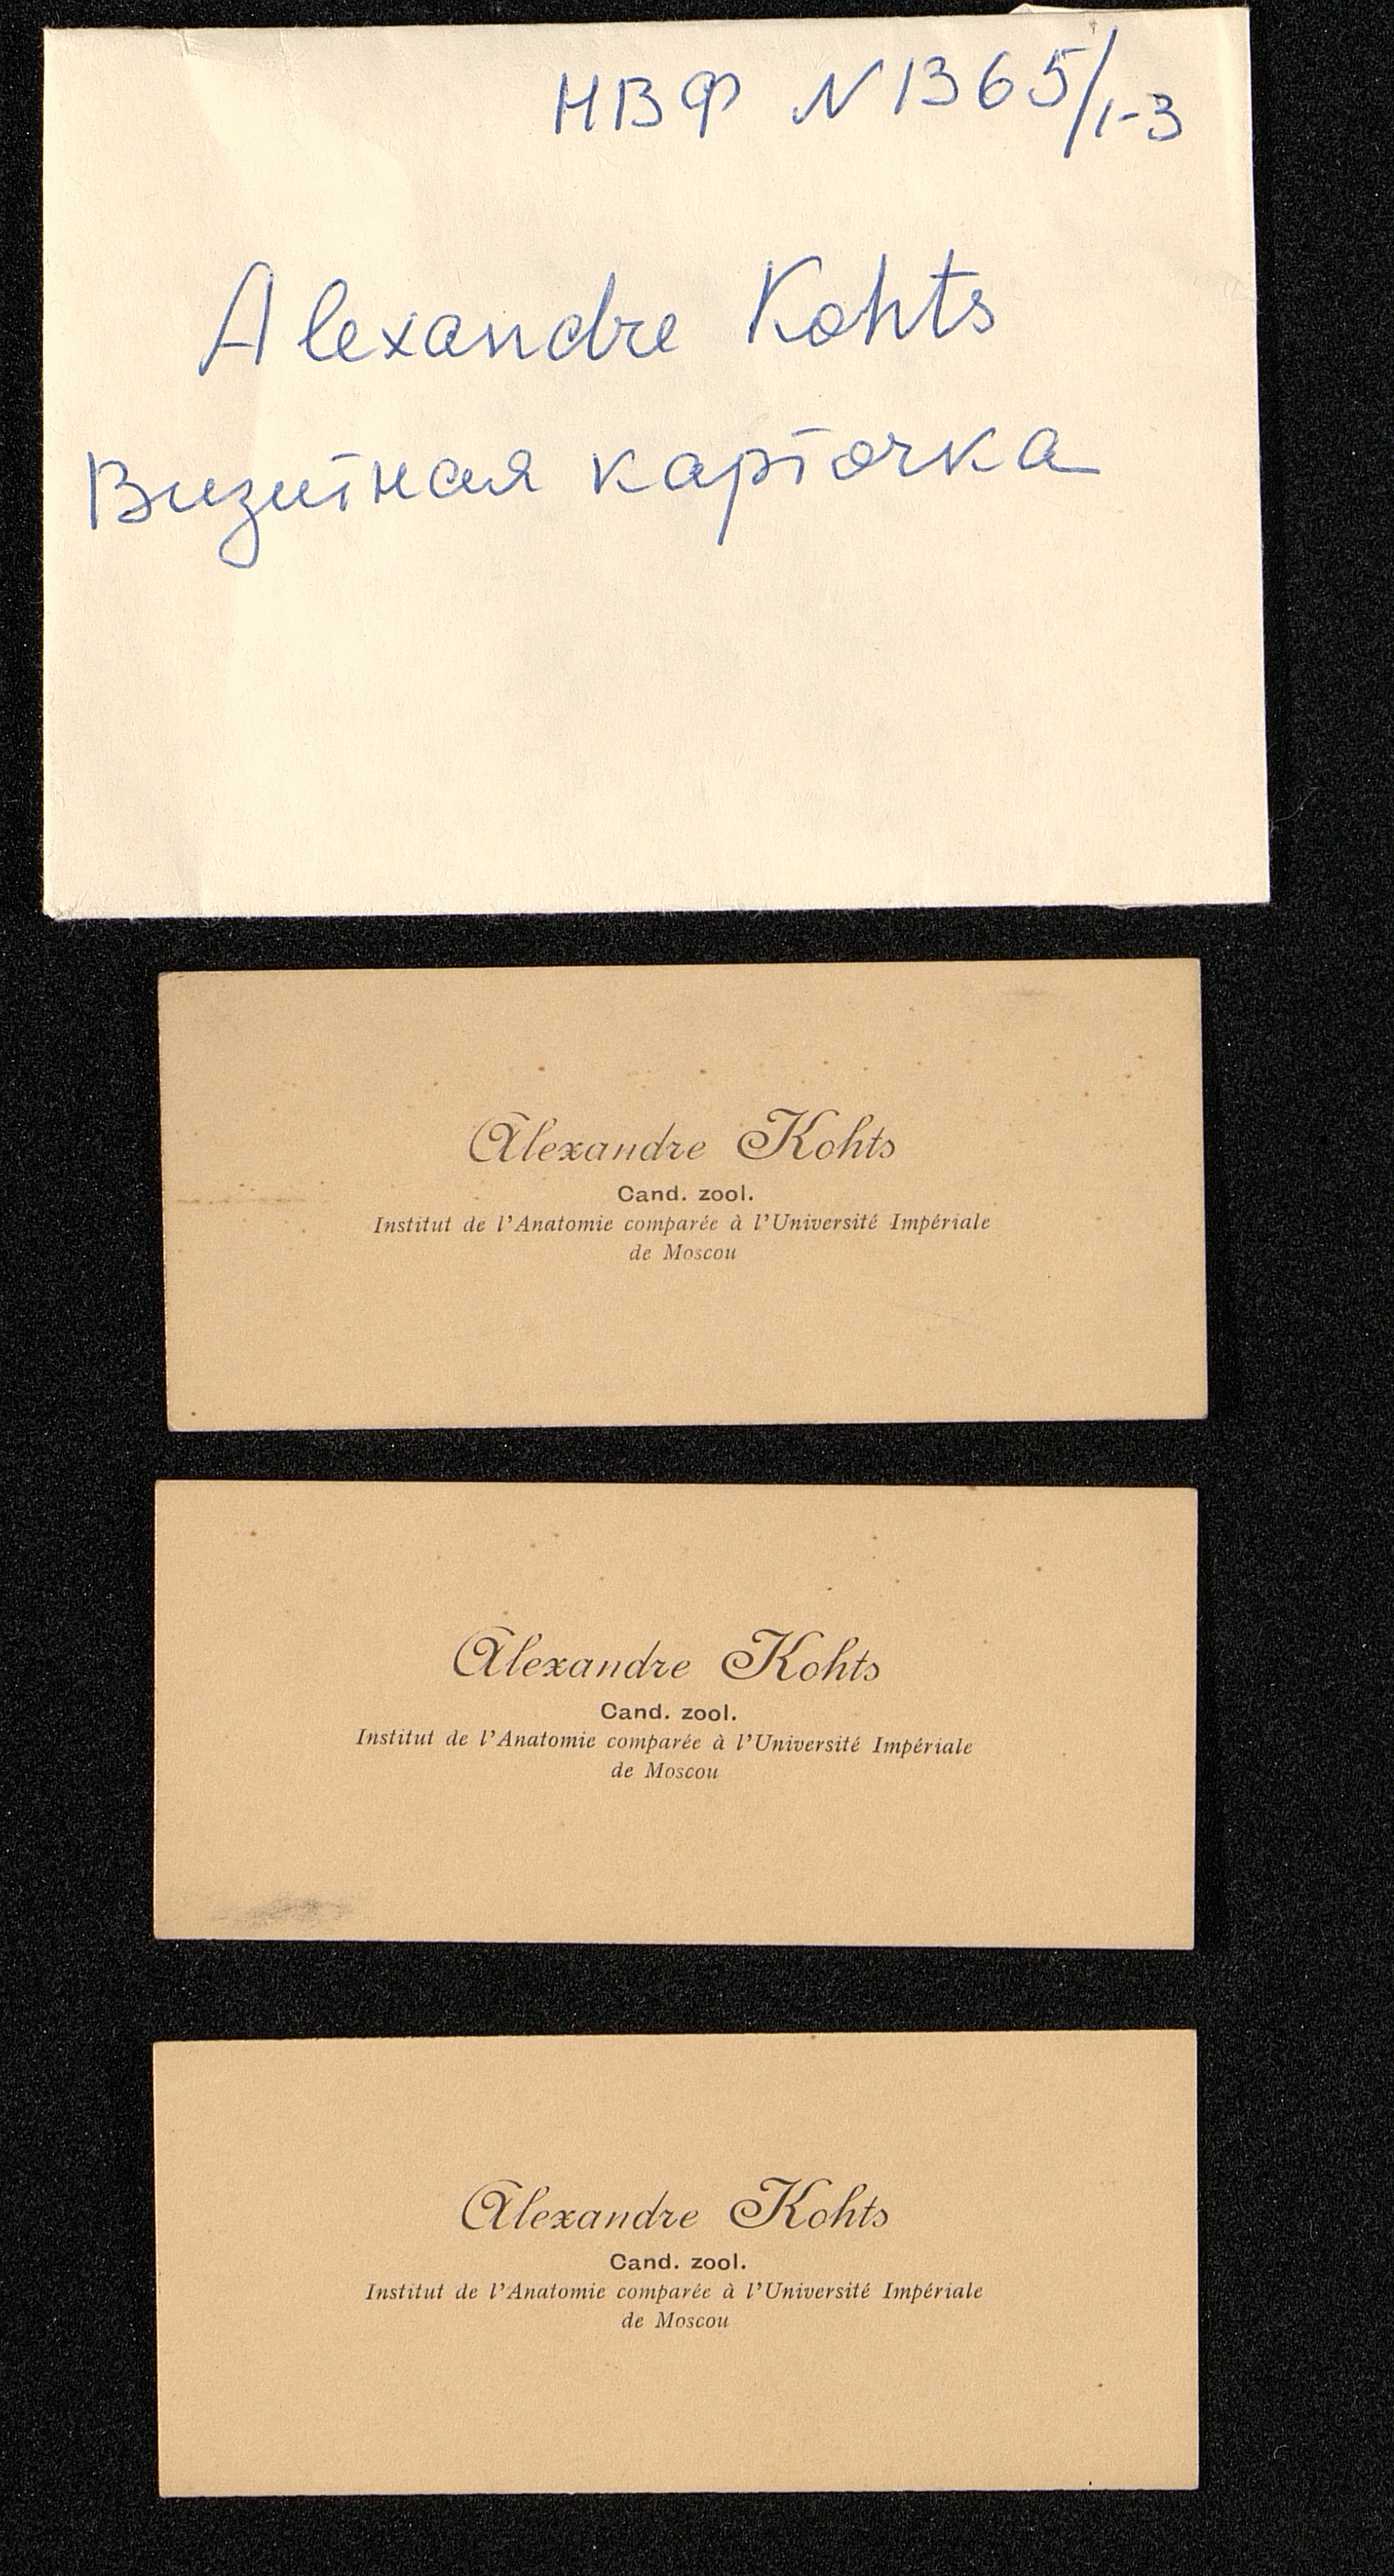 НВФ N 1365/1-3
Alexandre Kohts
Визитная карточка
Alexandre Kohts
Cand. zool.
Institut de l'Anatomie comparée à l'Université Impériale
de Moscou
Alexandre Kohts
Cand. zool.
Institut de l'Anatomie comparée à l'Université Impériale
de Moscou
Alexandre Kohts
Cand. zool.
Institut de l'Anatomie comparée à l'Université Impériale
de Moscou